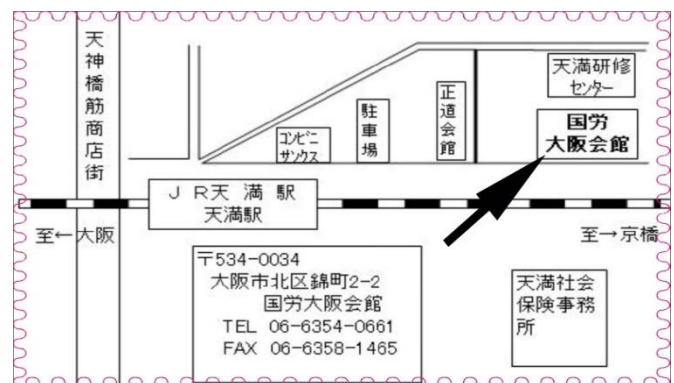 天神橋筋商店街
コンビニ
サンクス
駐車場
正道会館
天満研修
センター
国労
大阪会館
ＪＲ天 満 駅
天満駅
至←大阪
至→京橋
〒534-0034
大阪市北区錦町2-2
国労大阪会館
TEL 06-6354-0661
FAX 06-6358-1465
天満社会
保険事務
所